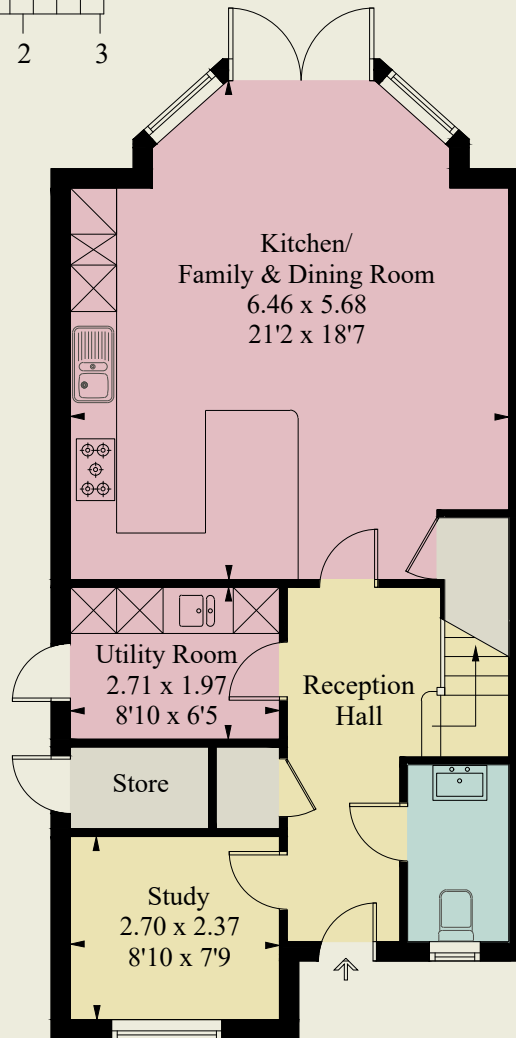 2 3
Kitchen/
Family & Dining Room
6.46 x 5.68
21'2 x 18'7
Utility Room
2.71 x 1.97
8'10 x 6'5
Reception
Hall
Store
Study
2.70 x 2.37
8'10 x 7'9